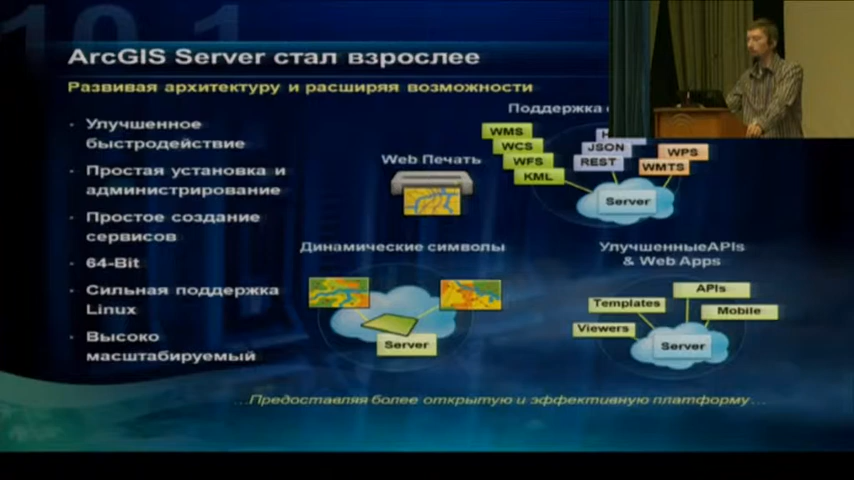 10.1
ArcGIS Server стал взрослее
Развивая архитектуру и расширяя возможности
· Улучшенное
быстродействие
· Простая установка и
администрирование
· Простое создание
сервисов
· 64-Bit
· Сильная поддержка
Linux
· Высоко
масштабируемый
Web Печать
Поддержка
WMS
WCS
WFS
KML
JSON
REST
WPS
WMTS
Server
Динамические символы
Server
УлучшенныеAPIs
& Web Apps
APIs
Templates
Mobile
Viewers
Server
...Предоставляя более открытую и эффективную платформу...